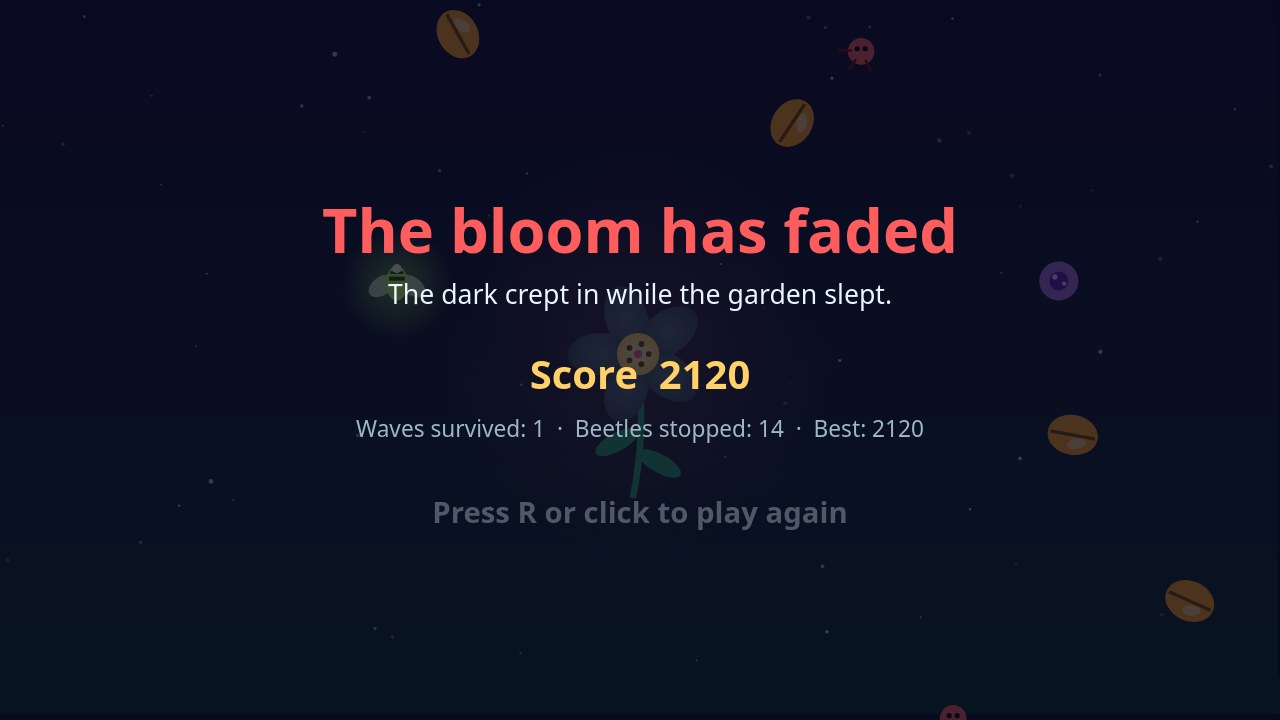 The bloom has faded
The dark crept in while the garden slept.
Score 2120
Waves survived: 1 · Beetles stopped: 14 · Best: 2120
Press R or click to play again